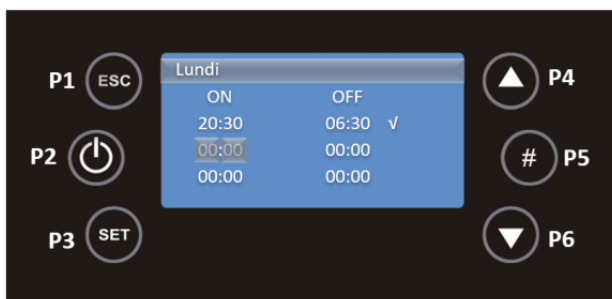 Lundi
ON OFF
20:30 06:30 √
00:00 00:00
00:00 00:00
P1 ESC
P2
P3 SET
P4
# P5
P6